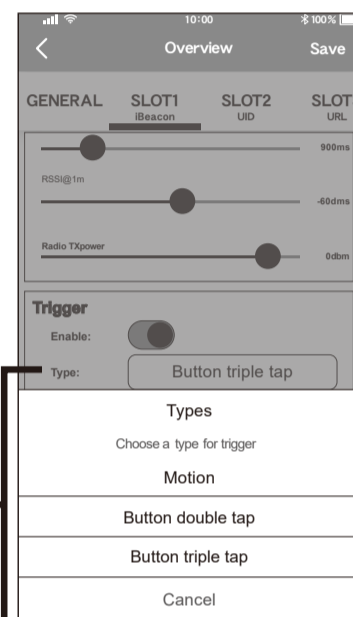 10:00 100%
Overview Save
GENERAL SLOT1 SLOT2 SLOT
iBeacon UID URL
900ms
RSSI@1m
-60dms
Radio TXpower
0dbm
Trigger
Enable:
Type: Button triple tap
Types
Choose a type for trigger
Motion
Button double tap
Button triple tap
Cancel